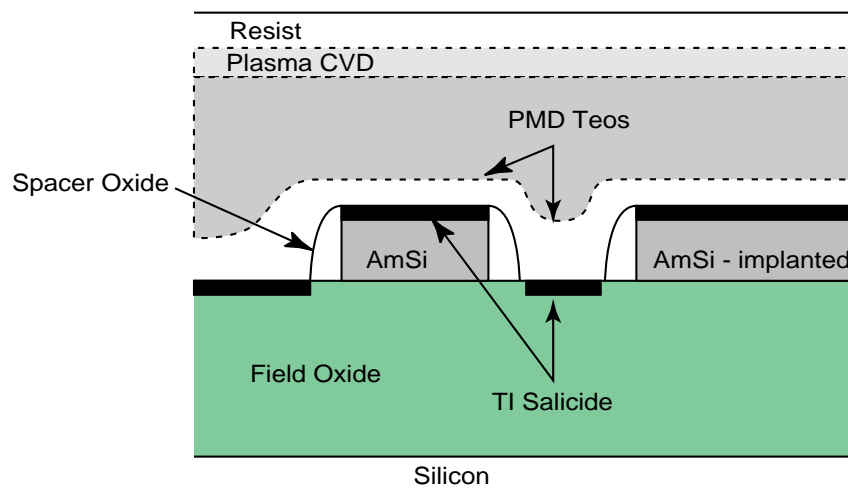 Resist
Plasma CVD
PMD Teos
Spacer Oxide
AmSi
AmSi - implanted
Field Oxide
TI Salicide
Silicon